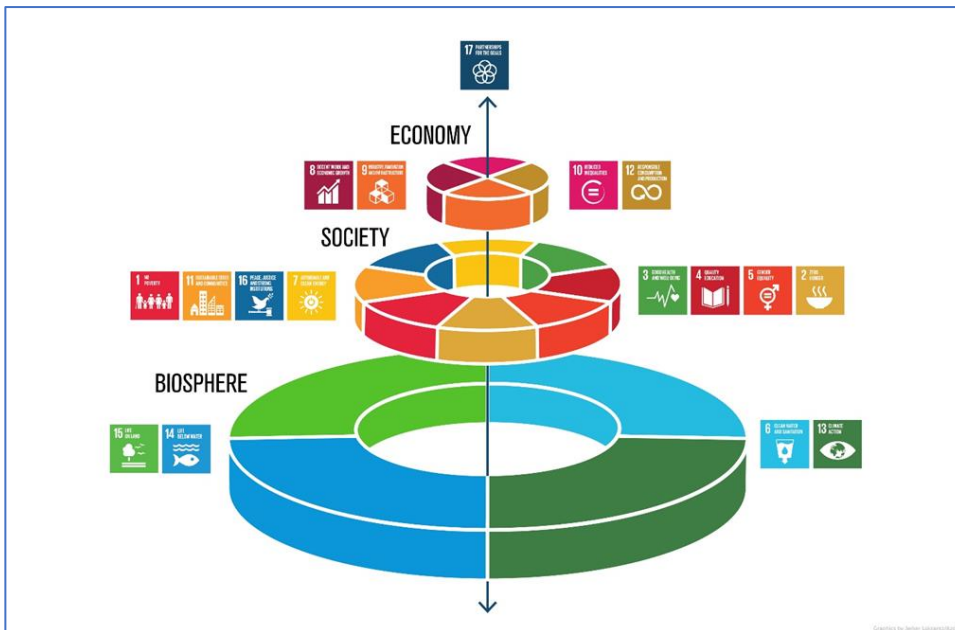 17 PARTNERSHIPS
FOR THE GOALS
ECONOMY
8 DECENT WORK AND
ECONOMIC GROWTH
9 INDUSTRY, INNOVATION
AND INFRASTRUCTURE
10 REDUCED
INEQUALITIES
12 RESPONSIBLE
CONSUMPTION
AND PRODUCTION
SOCIETY
1 NO
POVERTY
11 SUSTAINABLE CITIES
AND COMMUNITIES
16 PEACE, JUSTICE
AND STRONG
INSTITUTIONS
7 AFFORDABLE AND
CLEAN ENERGY
3 GOOD HEALTH
AND WELL-BEING
4 QUALITY
EDUCATION
5 GENDER
EQUALITY
2 ZERO
HUNGER
BIOSPHERE
15 LIFE
ON LAND
14 LIFE
BELOW WATER
6 CLEAN WATER
AND SANITATION
13 CLIMATE
ACTION